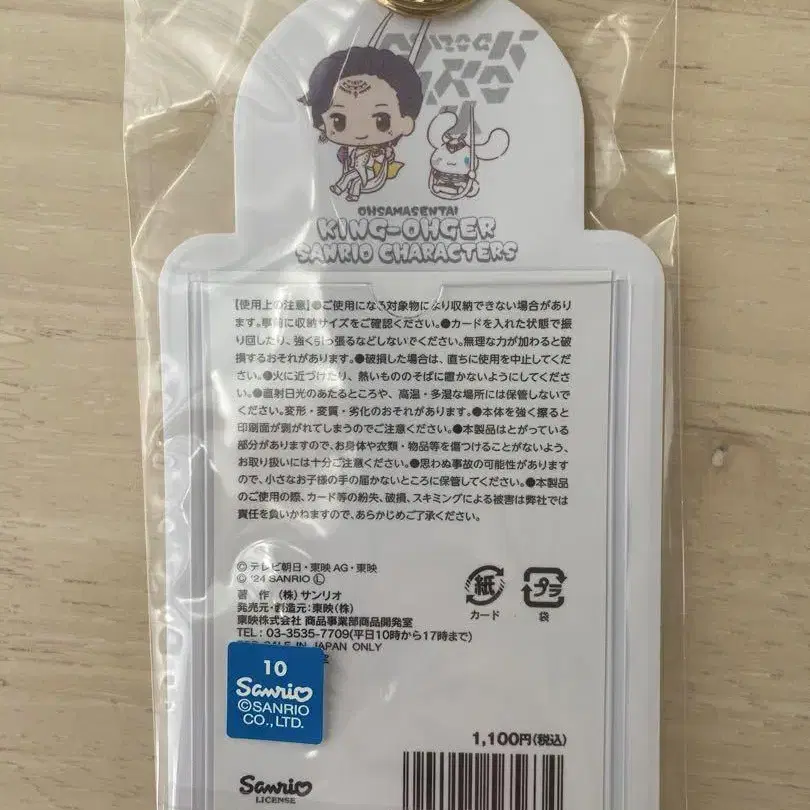 OHSAMASENTAI
KING-OHGER
SANRIO CHARACTERS
【使用上の注意】●ご使用になる対象物により収納できない場合があり
ます。事前に収納サイズをご確認ください。●カードを入れた状態で振
り回したり、強く引っ張るなどしないでください。無理な力が加わると破
損するおそれがあります。●破損した場合は、直ちに使用を中止してくだ
さい。●火に近づけたり、熱いもののそばに置かないようにしてくださ
い。●直射日光のあたるところや、高温・多湿な場所には保管しないで
ください。変形・変質・劣化のおそれがあります。●本体を強く擦ると
印刷面が剥がれてしまうのでご注意ください。●本製品はとがっている
部分がありますので、お身体や衣類・物品等を傷つけることがないよう、
お取り扱いには十分ご注意ください。●思わぬ事故の可能性があります
ので、小さなお子様の手の届かないところに保管してください。●本製品
のご使用の際、カード等の紛失、破損、スキミングによる被害は弊社では
責任を負いかねますので、あらかじめご了承ください。
©テレビ朝日・東映AG・東映
©'24 SANRIO Ⓛ
著 作 (株)サンリオ
発売元・創造元:東映(株)
東映株式会社 商品事業部商品開発室
TEL:03-3535-7709(平日10時から17時まで)
FOR SALE IN JAPAN ONLY
紙
カード
プラ
袋
10
Sanrio
©SANRIO
CO.,LTD.
1,100円(税込)
Sanrio
LICENSE